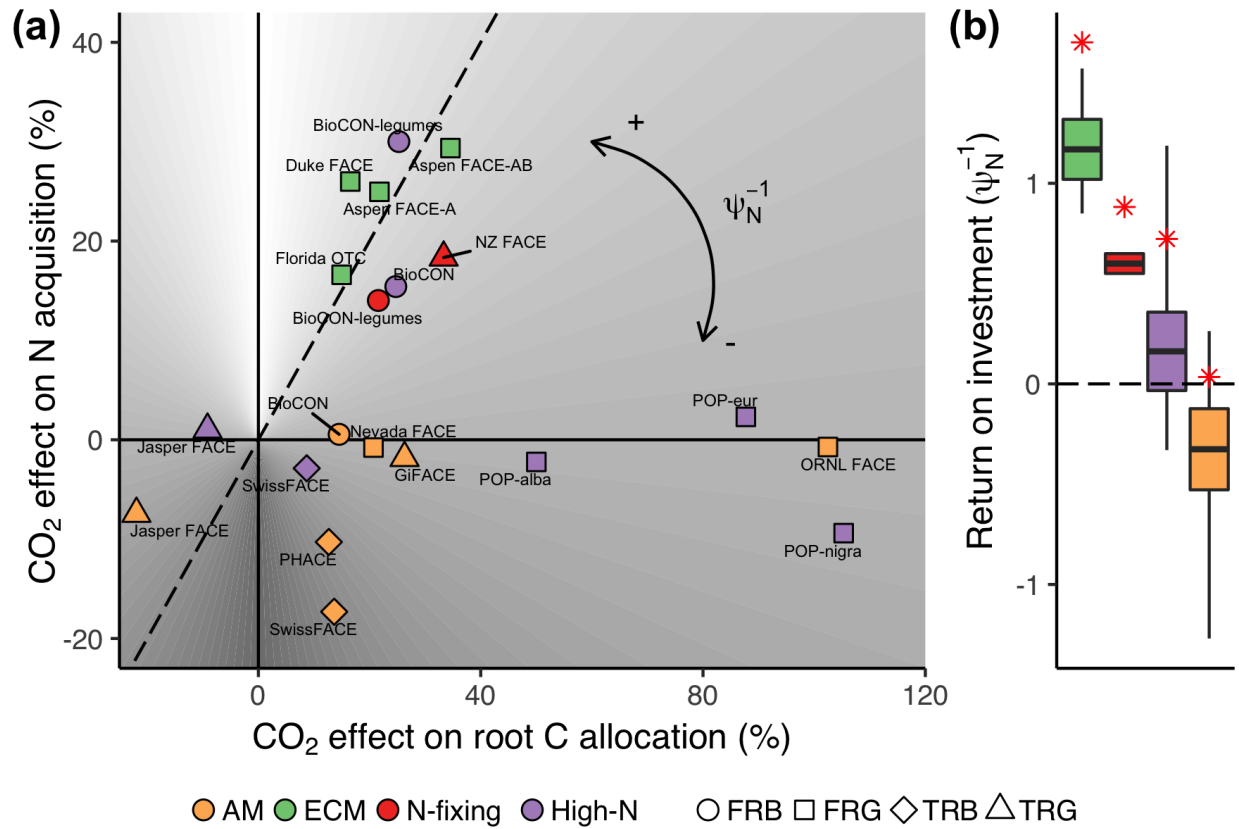 (a)
(b)
CO₂ effect on N acquisition (%)
40
20
0
-20
BioCON-legumes
Duke FACE
Aspen FACE-AB
Aspen FACE-A
NZ FACE
Florida OTC
BioCON
BioCON-legumes
+
ψ_N^{-1}
-
BioCON
Nevada FACE
POP-eur
Jasper FACE
GiFACE
ORNL FACE
SwissFACE
POP-alba
Jasper FACE
PHACE
POP-nigra
SwissFACE
0
40
80
120
CO₂ effect on root C allocation (%)
Return on investment (ψ_N^{-1})
1
0
-1
AM ECM N-fixing High-N FRB FRG TRB TRG